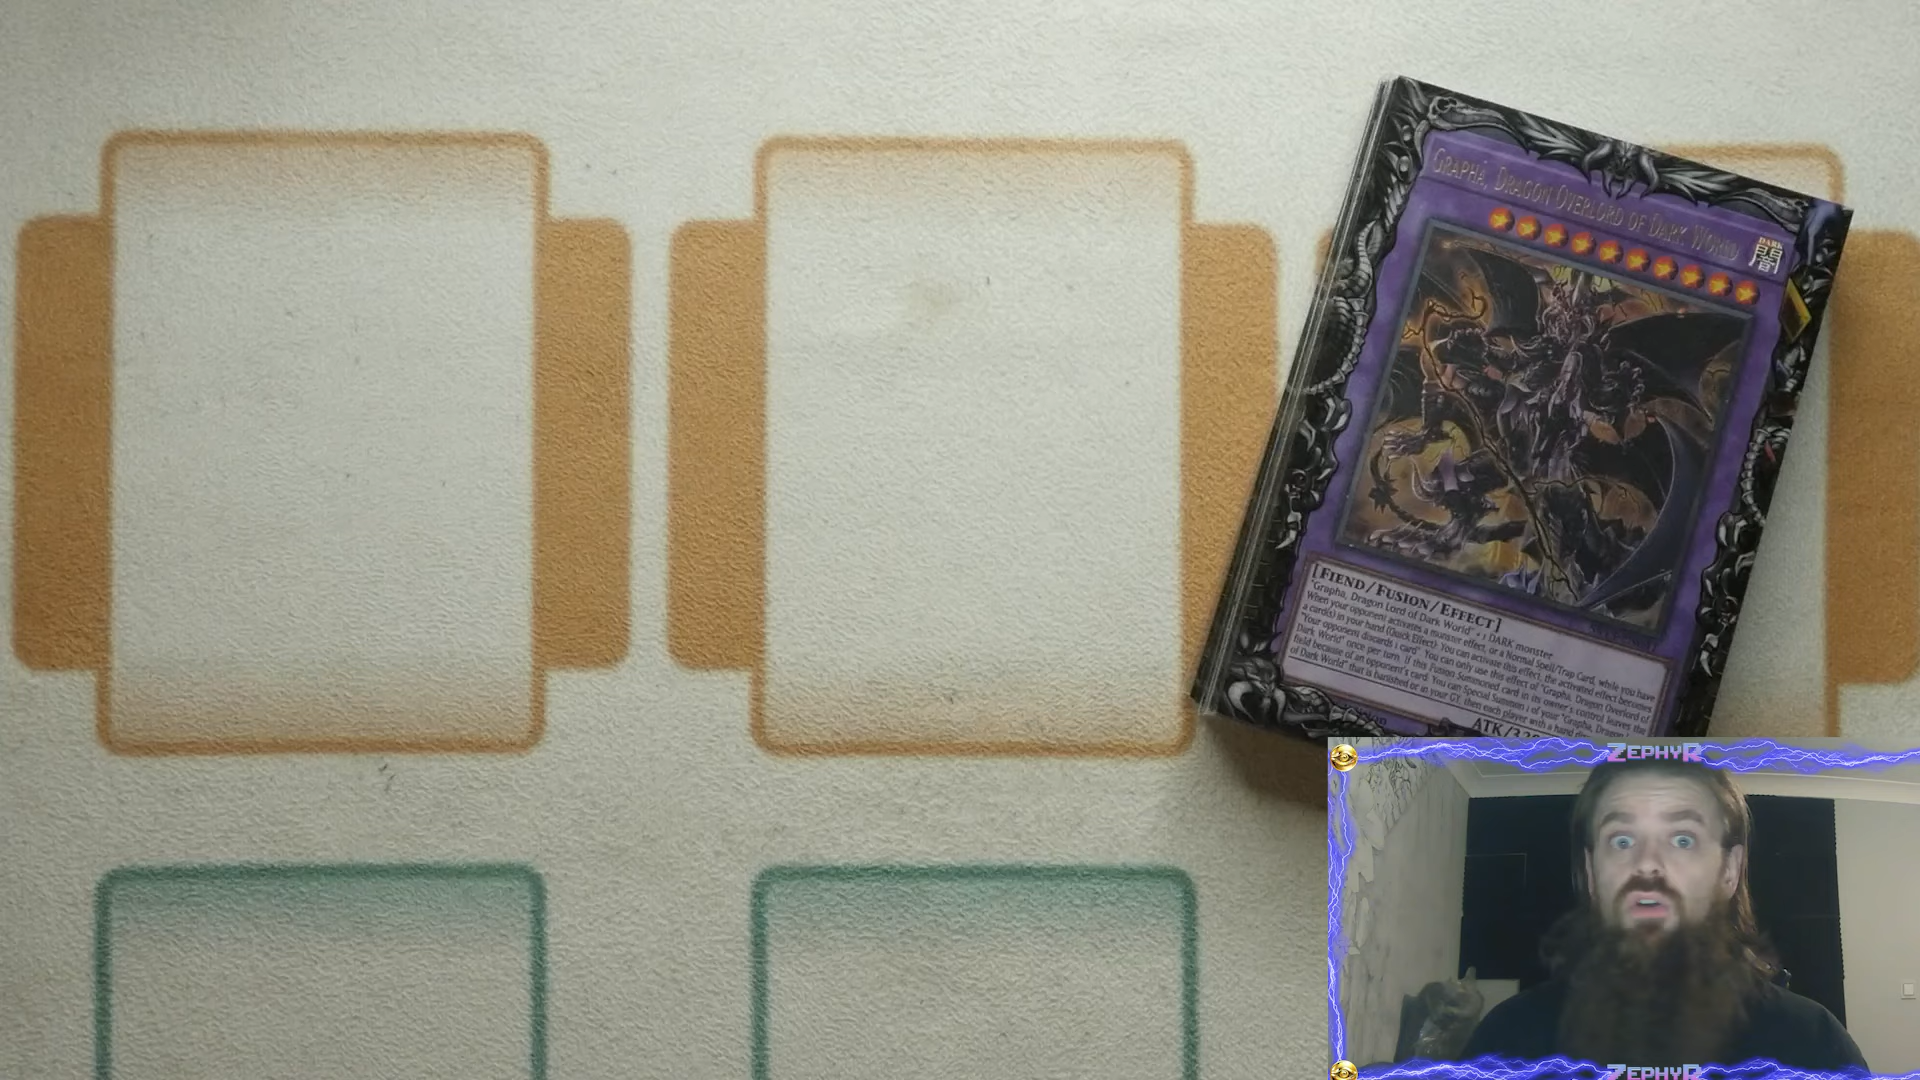 GRAPHA, DRAGON OVERLORD OF DARK WORLD
DARK
闇
[FIEND/FUSION/EFFECT]
"Grapha, Dragon Lord of Dark World" + 1 DARK monster
When your opponent activates a monster effect, or a Normal Spell/Trap Card, while you have
a card(s) in your hand (Quick Effect): You can activate this effect; the activated effect becomes
"Your opponent discards 1 card". You can only use this effect of "Grapha, Dragon Overlord of
Dark World" once per turn. If this Fusion Summoned card in its owner's control leaves the
field because of an opponent's card: You can Special Summon 1 of your "Grapha, Dragon
of Dark World" that is banished or in your GY, then each player with a hand
ATK/
ZEPHYR
ZEPHYR